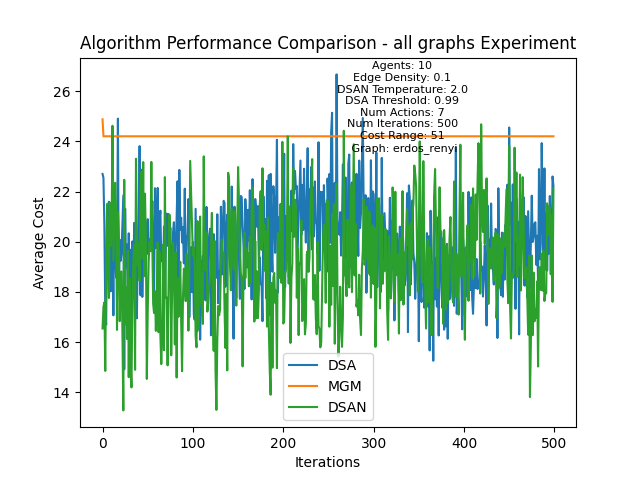 Algorithm Performance Comparison - all graphs Experiment
Agents: 10
Edge Density: 0.1
DSAN Temperature: 2.0
DSA Threshold: 0.99
Num Actions: 7
Num Iterations: 500
Cost Range: 51
Graph: erdos_renyi
Average Cost
26
24
22
20
18
16
14
DSA
MGM
DSAN
0
100
200
300
400
500
Iterations